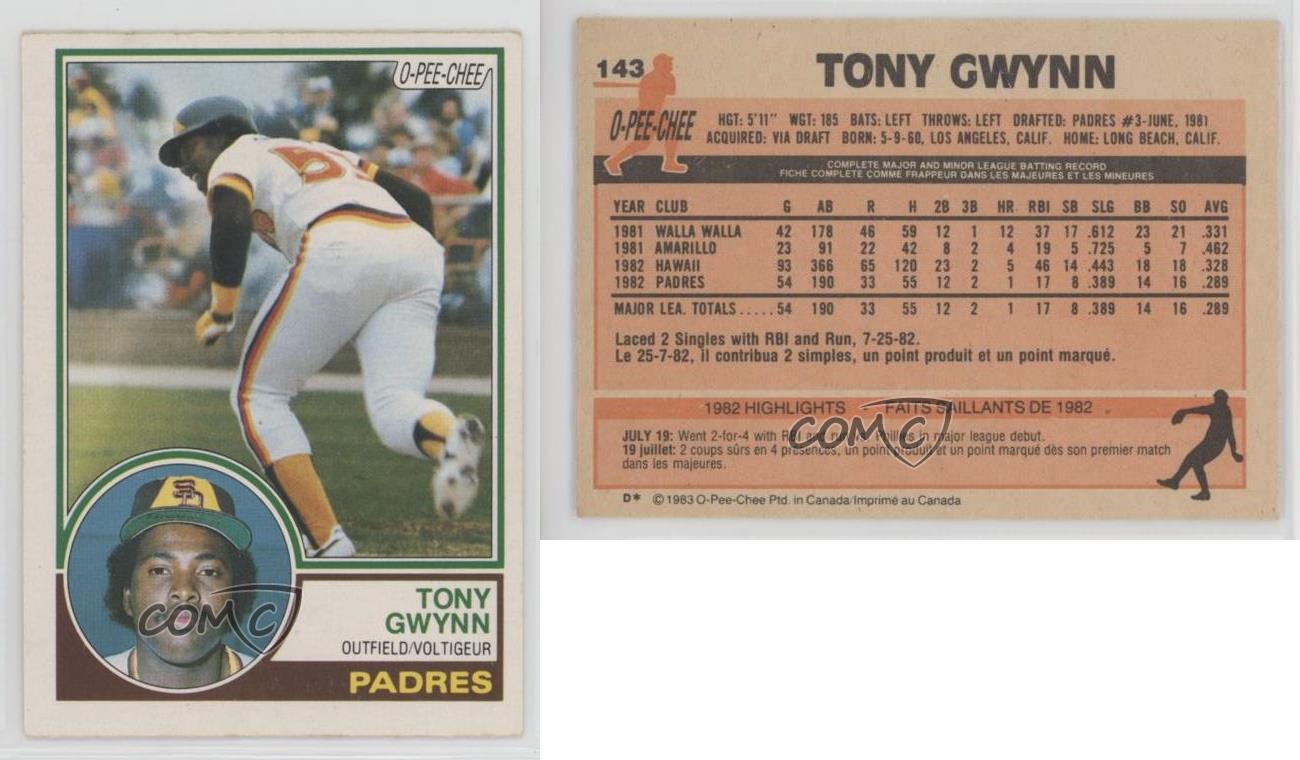 O-PEE-CHEE
TONY
GWYNN
OUTFIELD/VOLTIGEUR
PADRES
COMC
143
TONY GWYNN
O-PEE-CHEE
HGT: 5'11" WGT: 185 BATS: LEFT THROWS: LEFT DRAFTED: PADRES #3-JUNE, 1981
ACQUIRED: VIA DRAFT BORN: 5-9-60, LOS ANGELES, CALIF. HOME: LONG BEACH, CALIF.
COMPLETE MAJOR AND MINOR LEAGUE BATTING RECORD
FICHE COMPLETE COMME FRAPPEUR DANS LES MAJEURES ET LES MINEURES
YEAR CLUB G AB R H 2B 3B HR RBI SB SLG BB SO AVG
1981 WALLA WALLA 42 178 46 59 12 1 12 37 17 .612 23 21 .331
1981 AMARILLO 23 91 22 42 8 2 4 19 5 .725 5 7 .462
1982 HAWAII 93 366 65 120 23 2 5 46 14 .443 18 18 .328
1982 PADRES 54 190 33 55 12 2 1 17 8 .389 14 16 .289
MAJOR LEA. TOTALS.....54 190 33 55 12 2 1 17 8 .389 14 16 .289
Laced 2 Singles with RBI and Run, 7-25-82.
Le 25-7-82, il contribua 2 simples, un point produit et un point marqué.
1982 HIGHLIGHTS FAITS SAILLANTS DE 1982
COMC
JULY 19: Went 2-for-4 with RBI and run vs. Phillies in major league debut.
19 juillet: 2 coups sûrs en 4 présences, un point produit et un point marqué dès son premier match
dans les majeures.
D* © 1983 O-Pee-Chee Ptd. in Canada/Imprimé au Canada